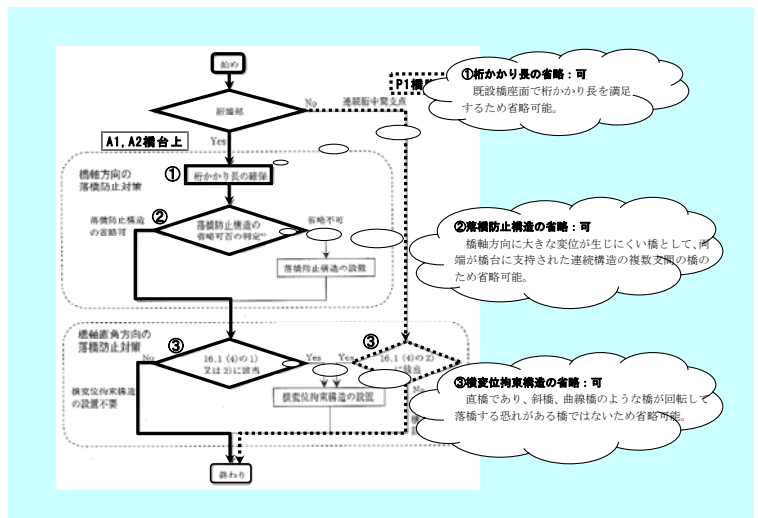 始め
P1橋
①桁かかり長の省略：可
既設橋座面で桁かかり長を満足
するため省略可能。
桁端部
No
連続桁中間支点
A1,A2橋台上
Yes
橋軸方向の
落橋防止対策
①
桁かかり長の確保
落橋防止構造
の省略可
②
落橋防止構造の
省略可否の判定
省略不可
②落橋防止構造の省略：可
橋軸方向に大きな変位が生じにくい橋として、両
端が橋台に支持された連続構造の複数支間の橋の
ため省略可能。
落橋防止構造の設置
橋軸直角方向の
落橋防止対策
③
③
No
16.1 (4)の1)
又は2)に該当
Yes
Yes
16.1 (4)の2)
に該当
横変位拘束構造
の設置不要
横変位拘束構造の設置
No
③横変位拘束構造の省略：可
直橋であり、斜橋、曲線橋のような橋が回転して
落橋する恐れがある橋ではないため省略可能。
終わり